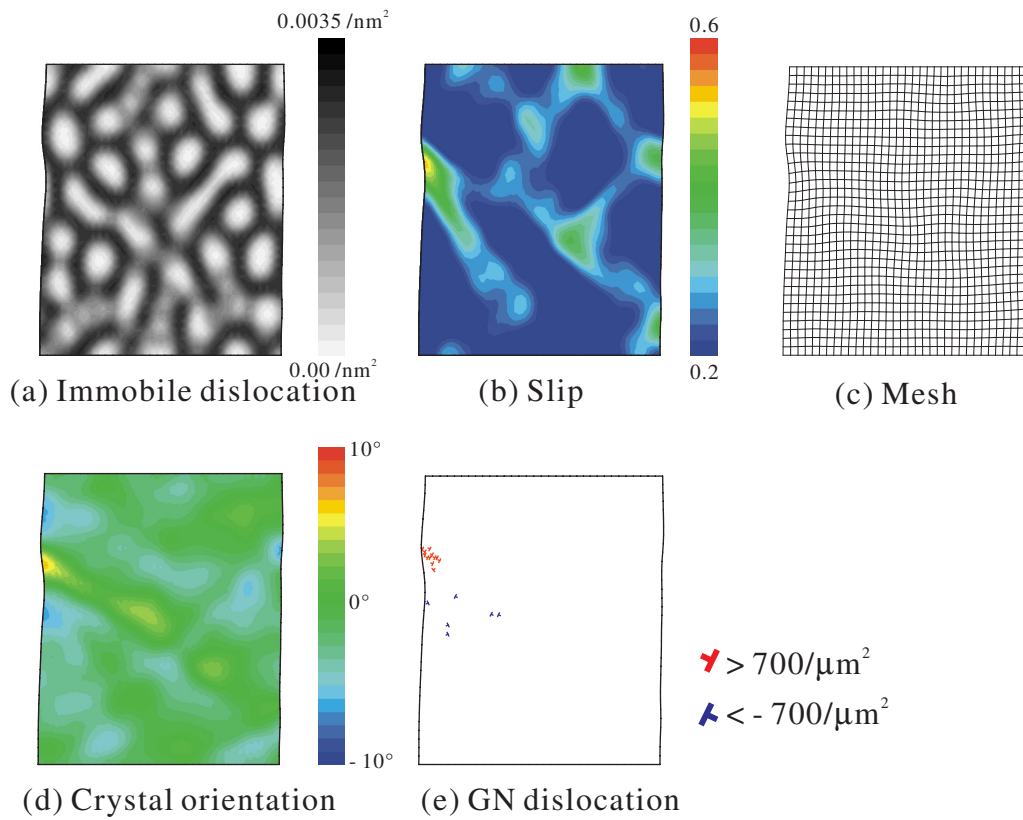 0.0035 /nm²
0.00 /nm²
(a) Immobile dislocation
0.6
0.2
(b) Slip
(c) Mesh
10°
0°
- 10°
(d) Crystal orientation
(e) GN dislocation
> 700/μm²
< - 700/μm²